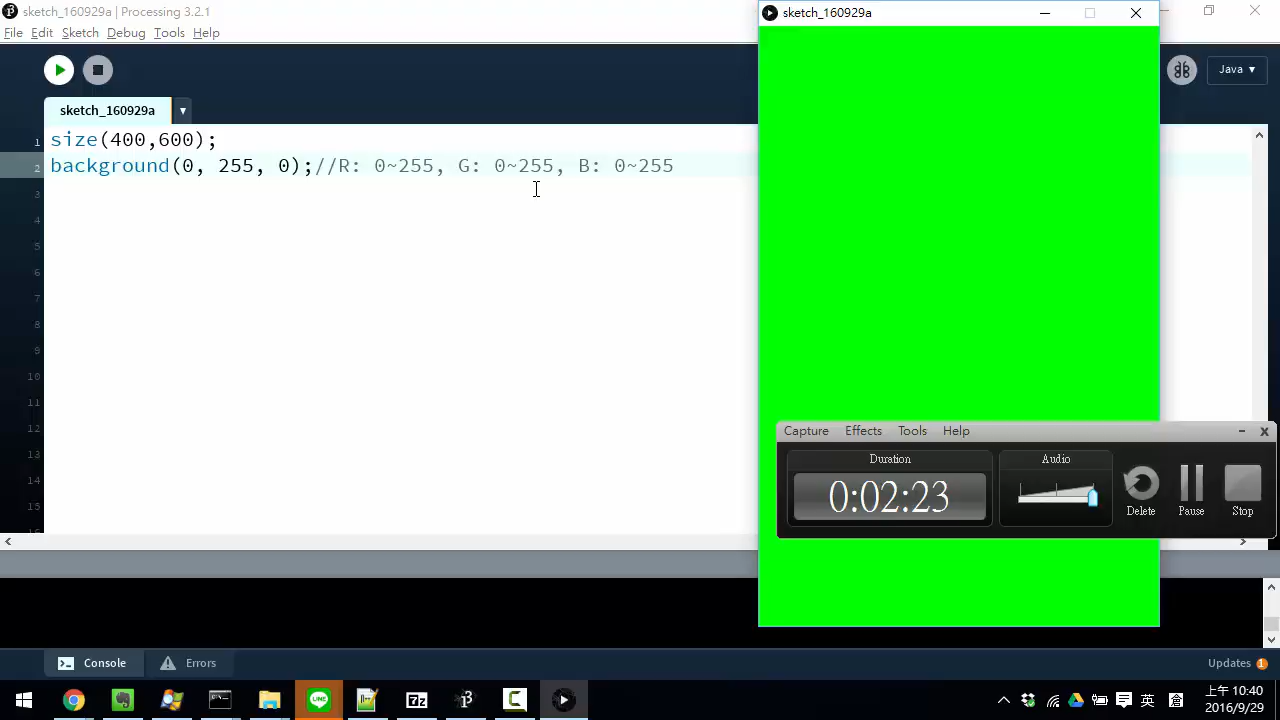 sketch_160929a | Processing 3.2.1
File Edit Sketch Debug Tools Help
Java ▾
sketch_160929a
1 size(400,600);
2 background(0, 255, 0);//R: 0~255, G: 0~255, B: 0~255
3
4
5
6
7
8
9
10
11
12
13
14
15
16
sketch_160929a
Capture Effects Tools Help
Duration
0:02:23
Audio
Delete
Pause
Stop
Console
Errors
Updates 1
7z
英
倉
上午 10:40
2016/9/29